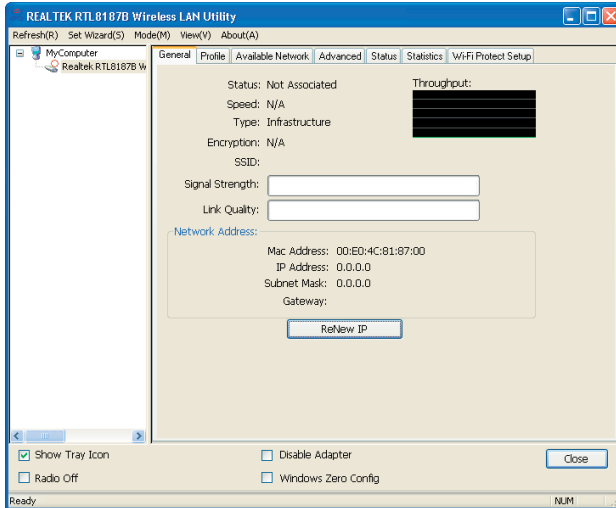 REALTEK RTL8187B Wireless LAN Utility
Refresh(R) Set Wizard(S) Mode(M) View(V) About(A)
MyComputer
Realtek RTL8187B W
General Profile Available Network Advanced Status Statistics Wi-Fi Protect Setup
Status: Not Associated
Throughput:
Speed: N/A
Type: Infrastructure
Encryption: N/A
SSID:
Signal Strength:
Link Quality:
Network Address:
Mac Address: 00:E0:4C:81:87:00
IP Address: 0.0.0.0
Subnet Mask: 0.0.0.0
Gateway:
ReNew IP
Show Tray Icon
Disable Adapter
Close
Radio Off
Windows Zero Config
Ready
NUM